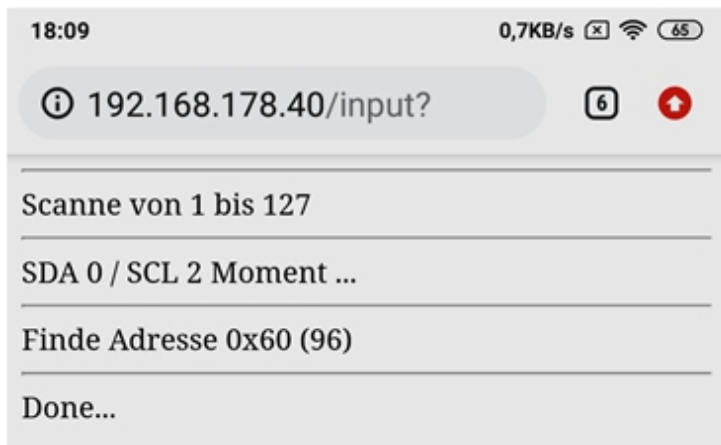 18:09 0,7KB/s 65
192.168.178.40/input? 6
Scanne von 1 bis 127
SDA 0 / SCL 2 Moment ...
Finde Adresse 0x60 (96)
Done...